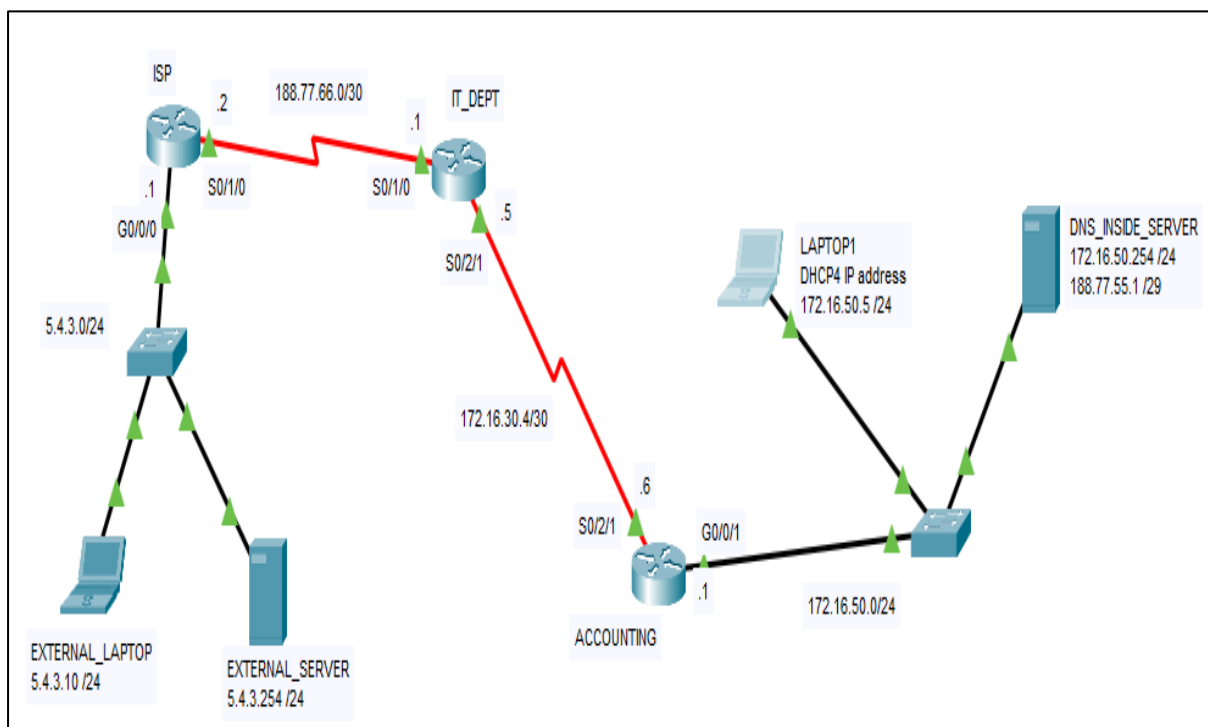 ISP
188.77.66.0/30
IT_DEPT
.2
.1
S0/1/0
S0/1/0
.1
G0/0/0
.5
S0/2/1
5.4.3.0/24
LAPTOP1
DHCP4 IP address
172.16.50.5 /24
DNS_INSIDE_SERVER
172.16.50.254 /24
188.77.55.1 /29
172.16.30.4/30
.6
S0/2/1
G0/0/1
.1
172.16.50.0/24
ACCOUNTING
EXTERNAL_LAPTOP
5.4.3.10 /24
EXTERNAL_SERVER
5.4.3.254 /24